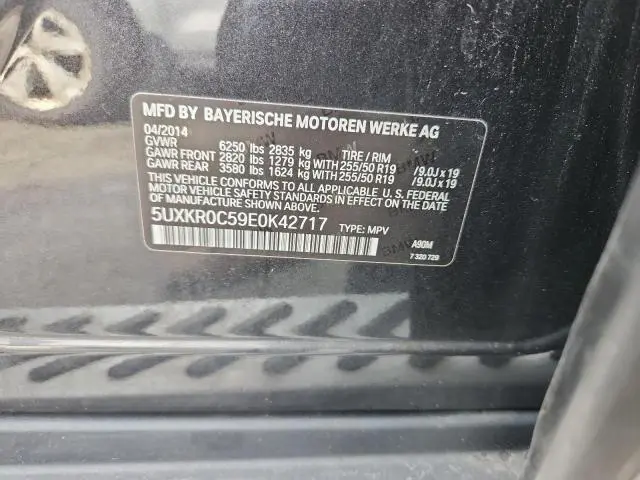 MFD BY BAYERISCHE MOTOREN WERKE AG
04/2014
GVWR 6250 lbs 2835 kg TIRE / RIM
GAWR FRONT 2820 lbs 1279 kg WITH 255/50 R19 /9.0J x 19
GAWR REAR 3580 lbs 1624 kg WITH 255/50 R19 /9.0J x 19
THIS VEHICLE CONFORMS TO ALL APPLICABLE U. S. FEDERAL
MOTOR VEHICLE SAFETY STANDARDS IN EFFECT ON THE DATE
OF MANUFACTURE SHOWN ABOVE.
5UXKR0C59E0K42717 TYPE: MPV
A90M
7 320 729